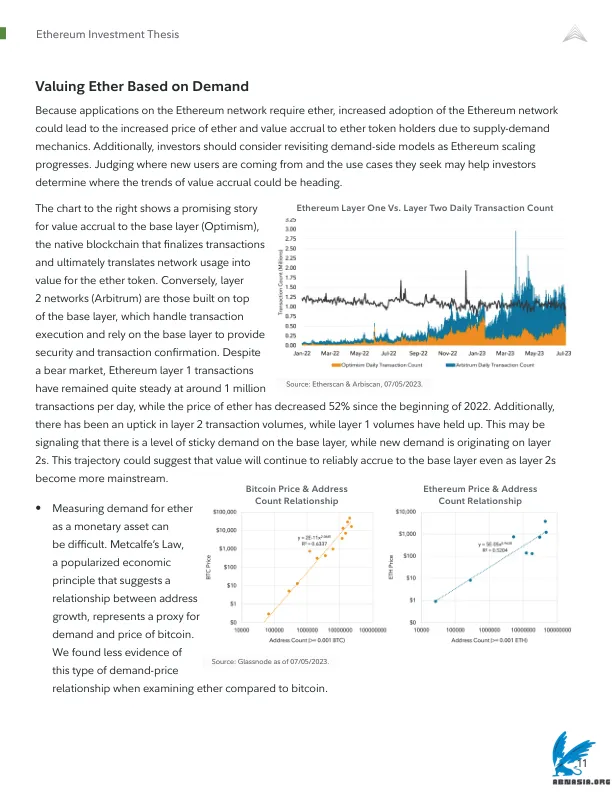 Ethereum Investment Thesis
Valuing Ether Based on Demand
Because applications on the Ethereum network require ether, increased adoption of the Ethereum network
could lead to the increased price of ether and value accrual to ether token holders due to supply-demand
mechanics. Additionally, investors should consider revisiting demand-side models as Ethereum scaling
progresses. Judging where new users are coming from and the use cases they seek may help investors
determine where the trends of value accrual could be heading.
The chart to the right shows a promising story
for value accrual to the base layer (Optimism),
the native blockchain that finalizes transactions
and ultimately translates network usage into
value for the ether token. Conversely, layer
2 networks (Arbitrum) are those built on top
of the base layer, which handle transaction
execution and rely on the base layer to provide
security and transaction confirmation. Despite
a bear market, Ethereum layer 1 transactions
have remained quite steady at around 1 million
Ethereum Layer One Vs. Layer Two Daily Transaction Count
Transaction Count (Millions)
3.25
3.00
2.75
2.50
2.25
2.00
1.75
1.50
1.25
1.00
0.75
0.50
0.25
0.00
Jan-22 Mar-22 May-22 Jul-22 Sep-22 Nov-22 Jan-23 Mar-23 May-23 Jul-23
Optimism Daily Transaction Count Arbitrum Daily Transaction Count
Source: Etherscan & Arbiscan, 07/05/2023.
transactions per day, while the price of ether has decreased 52% since the beginning of 2022. Additionally,
there has been an uptick in layer 2 transaction volumes, while layer 1 volumes have held up. This may be
signaling that there is a level of sticky demand on the base layer, while new demand is originating on layer
2s. This trajectory could suggest that value will continue to reliably accrue to the base layer even as layer 2s
become more mainstream.
• Measuring demand for ether
as a monetary asset can
be difficult. Metcalfe's Law,
a popularized economic
principle that suggests a
relationship between address
growth, represents a proxy for
demand and price of bitcoin.
We found less evidence of
this type of demand-price
relationship when examining ether compared to bitcoin.
Bitcoin Price & Address
Count Relationship
BTC Price
$100,000
$10,000
$1,000
$100
$10
$1
$0
R² = 0.6337
10000 100000 1000000 10000000 100000000
Address Count (>= 0.001 BTC)
Ethereum Price & Address
Count Relationship
ETH Price
$10,000
$1,000
$100
$10
$1
$0
R² = 0.5204
10000 100000 1000000 10000000 100000000
Address Count (>= 0.001 ETH)
Source: Glassnode as of 07/05/2023.
11
ABNASIA.ORG